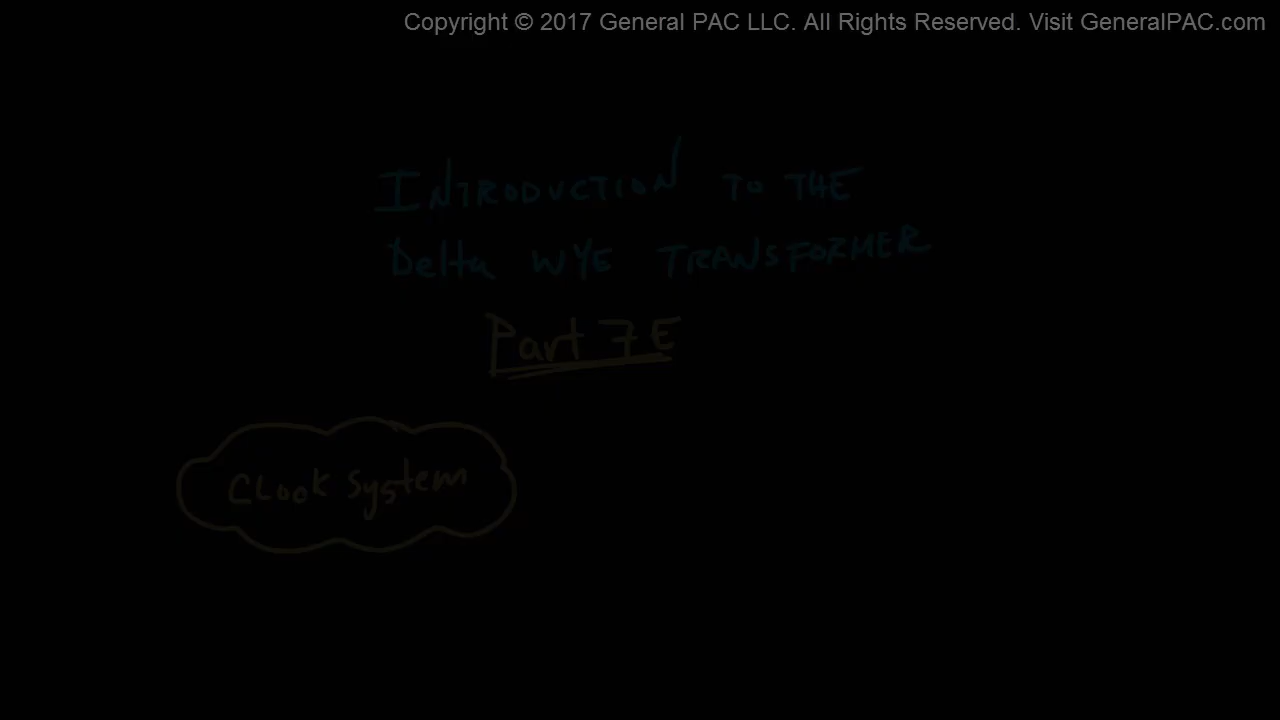 Copyright © 2017 General PAC LLC. All Rights Reserved. Visit GeneralPAC.com
INTRODUCTION TO THE
Delta WYE TRANSFORMER
Part 7E
CLock System